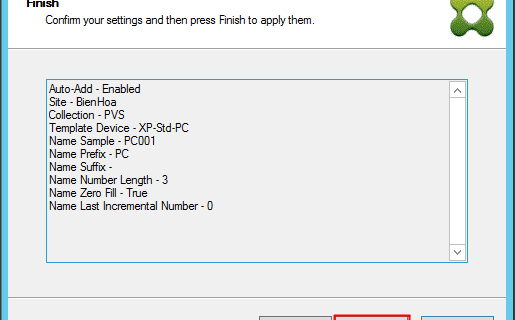 Finish
Confirm your settings and then press Finish to apply them.
Auto-Add - Enabled
Site - BienHoa
Collection - PVS
Template Device - XP-Std-PC
Name Sample - PC001
Name Prefix - PC
Name Suffix -
Name Number Length - 3
Name Zero Fill - True
Name Last Incremental Number - 0